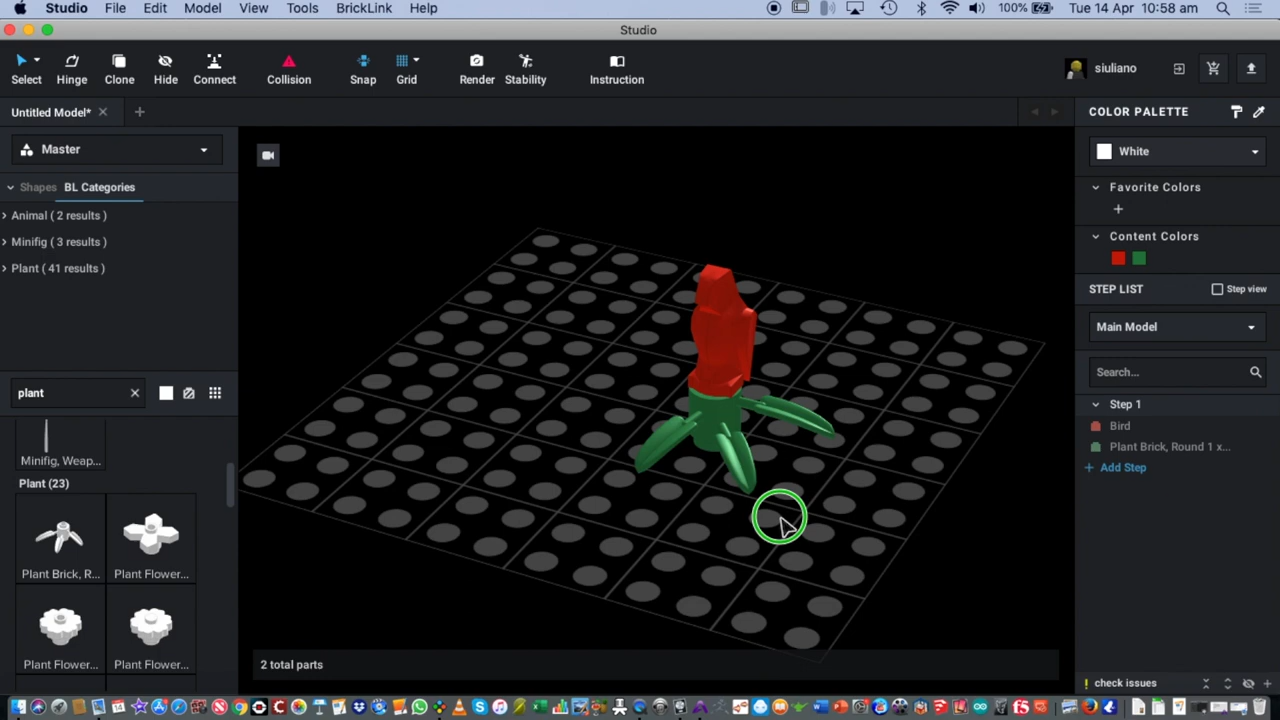 Studio File Edit Model View Tools BrickLink Help 100% Tue 14 Apr 10:58 am
Studio
Select Hinge Clone Hide Connect Collision Snap Grid Render Stability Instruction siuliano
Untitled Model* COLOR PALETTE
Master White
Shapes BL Categories Favorite Colors
Animal ( 2 results )
Minifig ( 3 results ) Content Colors
Plant ( 41 results )
STEP LIST Step view
Main Model
plant Search...
Step 1
Bird
Plant Brick, Round 1 x...
Minifig, Weap... + Add Step
Plant (23)
Plant Brick, R... Plant Flower...
Plant Flower... Plant Flower...
2 total parts
check issues